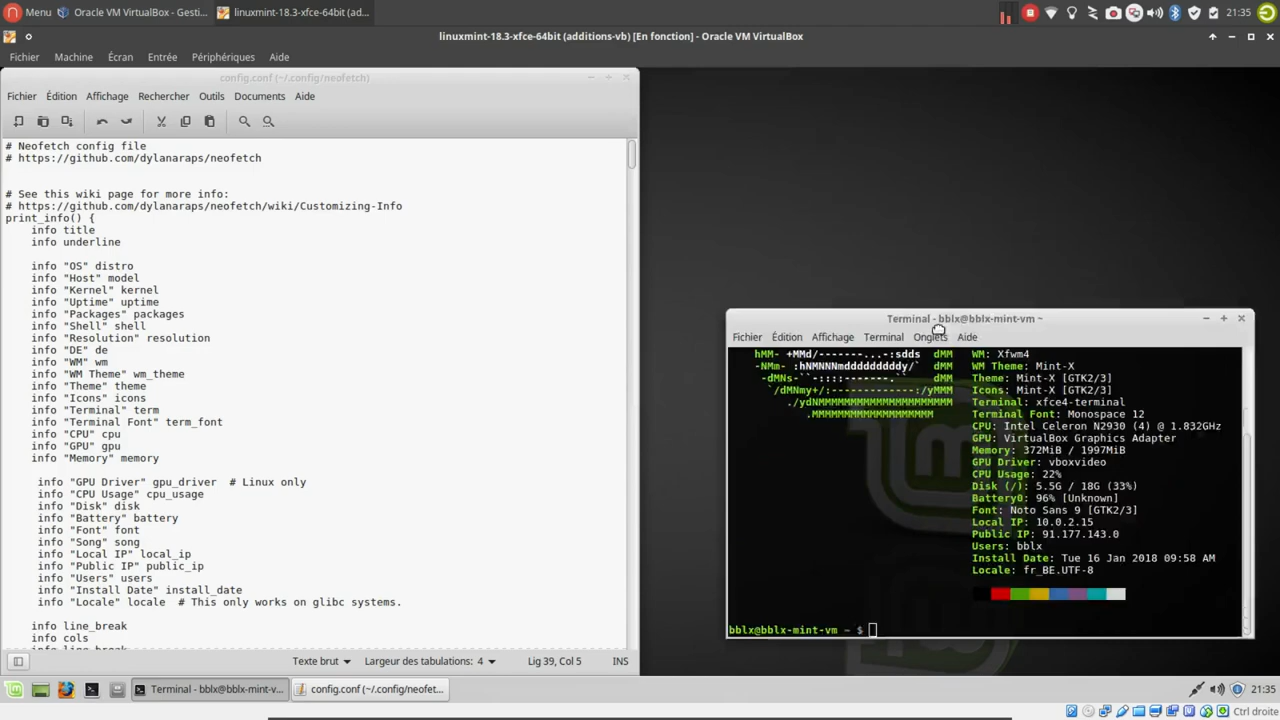 Menu Oracle VM VirtualBox - Gesti... linuxmint-18.3-xfce-64bit (ad... 21:35
linuxmint-18.3-xfce-64bit (additions-vb) [En fonction] - Oracle VM VirtualBox
Fichier Machine Écran Entrée Périphériques Aide
config.conf (~/.config/neofetch)
Fichier Édition Affichage Rechercher Outils Documents Aide
# Neofetch config file
# https://github.com/dylanaraps/neofetch
# See this wiki page for more info:
# https://github.com/dylanaraps/neofetch/wiki/Customizing-Info
print_info() {
info title
info underline
info "OS" distro
info "Host" model
info "Kernel" kernel
info "Uptime" uptime
info "Packages" packages
info "Shell" shell
info "Resolution" resolution
info "DE" de
info "WM" wm
info "WM Theme" wm_theme
info "Theme" theme
info "Icons" icons
info "Terminal" term
info "Terminal Font" term_font
info "CPU" cpu
info "GPU" gpu
info "Memory" memory
info "GPU Driver" gpu_driver # Linux only
info "CPU Usage" cpu_usage
info "Disk" disk
info "Battery" battery
info "Font" font
info "Song" song
info "Local IP" local_ip
info "Public IP" public_ip
info "Users" users
info "Install Date" install_date
info "Locale" locale # This only works on glibc systems.
info line_break
info cols
info line_break
Texte brut Largeur des tabulations: 4 Lig 39, Col 5 INS
Terminal - bblx@bblx-mint-vm ~
Fichier Édition Affichage Terminal Onglets Aide
hMM- +MMd/-------...-:sdds dMM WM: Xfwm4
-NMm- :hNMNNNmdddddddddy/` dMM WM Theme: Mint-X
-dMNs-``-::::-------.`` dMM Theme: Mint-X [GTK2/3]
`/dMNmy+/:-------------:/yMMM Icons: Mint-X [GTK2/3]
./ydNMMMMMMMMMMMMMMMMMMMMM Terminal: xfce4-terminal
.MMMMMMMMMMMMMMMMMMM Terminal Font: Monospace 12
CPU: Intel Celeron N2930 (4) @ 1.832GHz
GPU: VirtualBox Graphics Adapter
Memory: 372MiB / 1997MiB
GPU Driver: vboxvideo
CPU Usage: 22%
Disk (/): 5.5G / 18G (33%)
Battery0: 96% [Unknown]
Font: Noto Sans 9 [GTK2/3]
Local IP: 10.0.2.15
Public IP: 91.177.143.0
Users: bblx
Install Date: Tue 16 Jan 2018 09:58 AM
Locale: fr_BE.UTF-8
bblx@bblx-mint-vm ~ $
Terminal - bblx@bblx-mint-v... config.conf (~/.config/neofet... 21:35
Ctrl droite